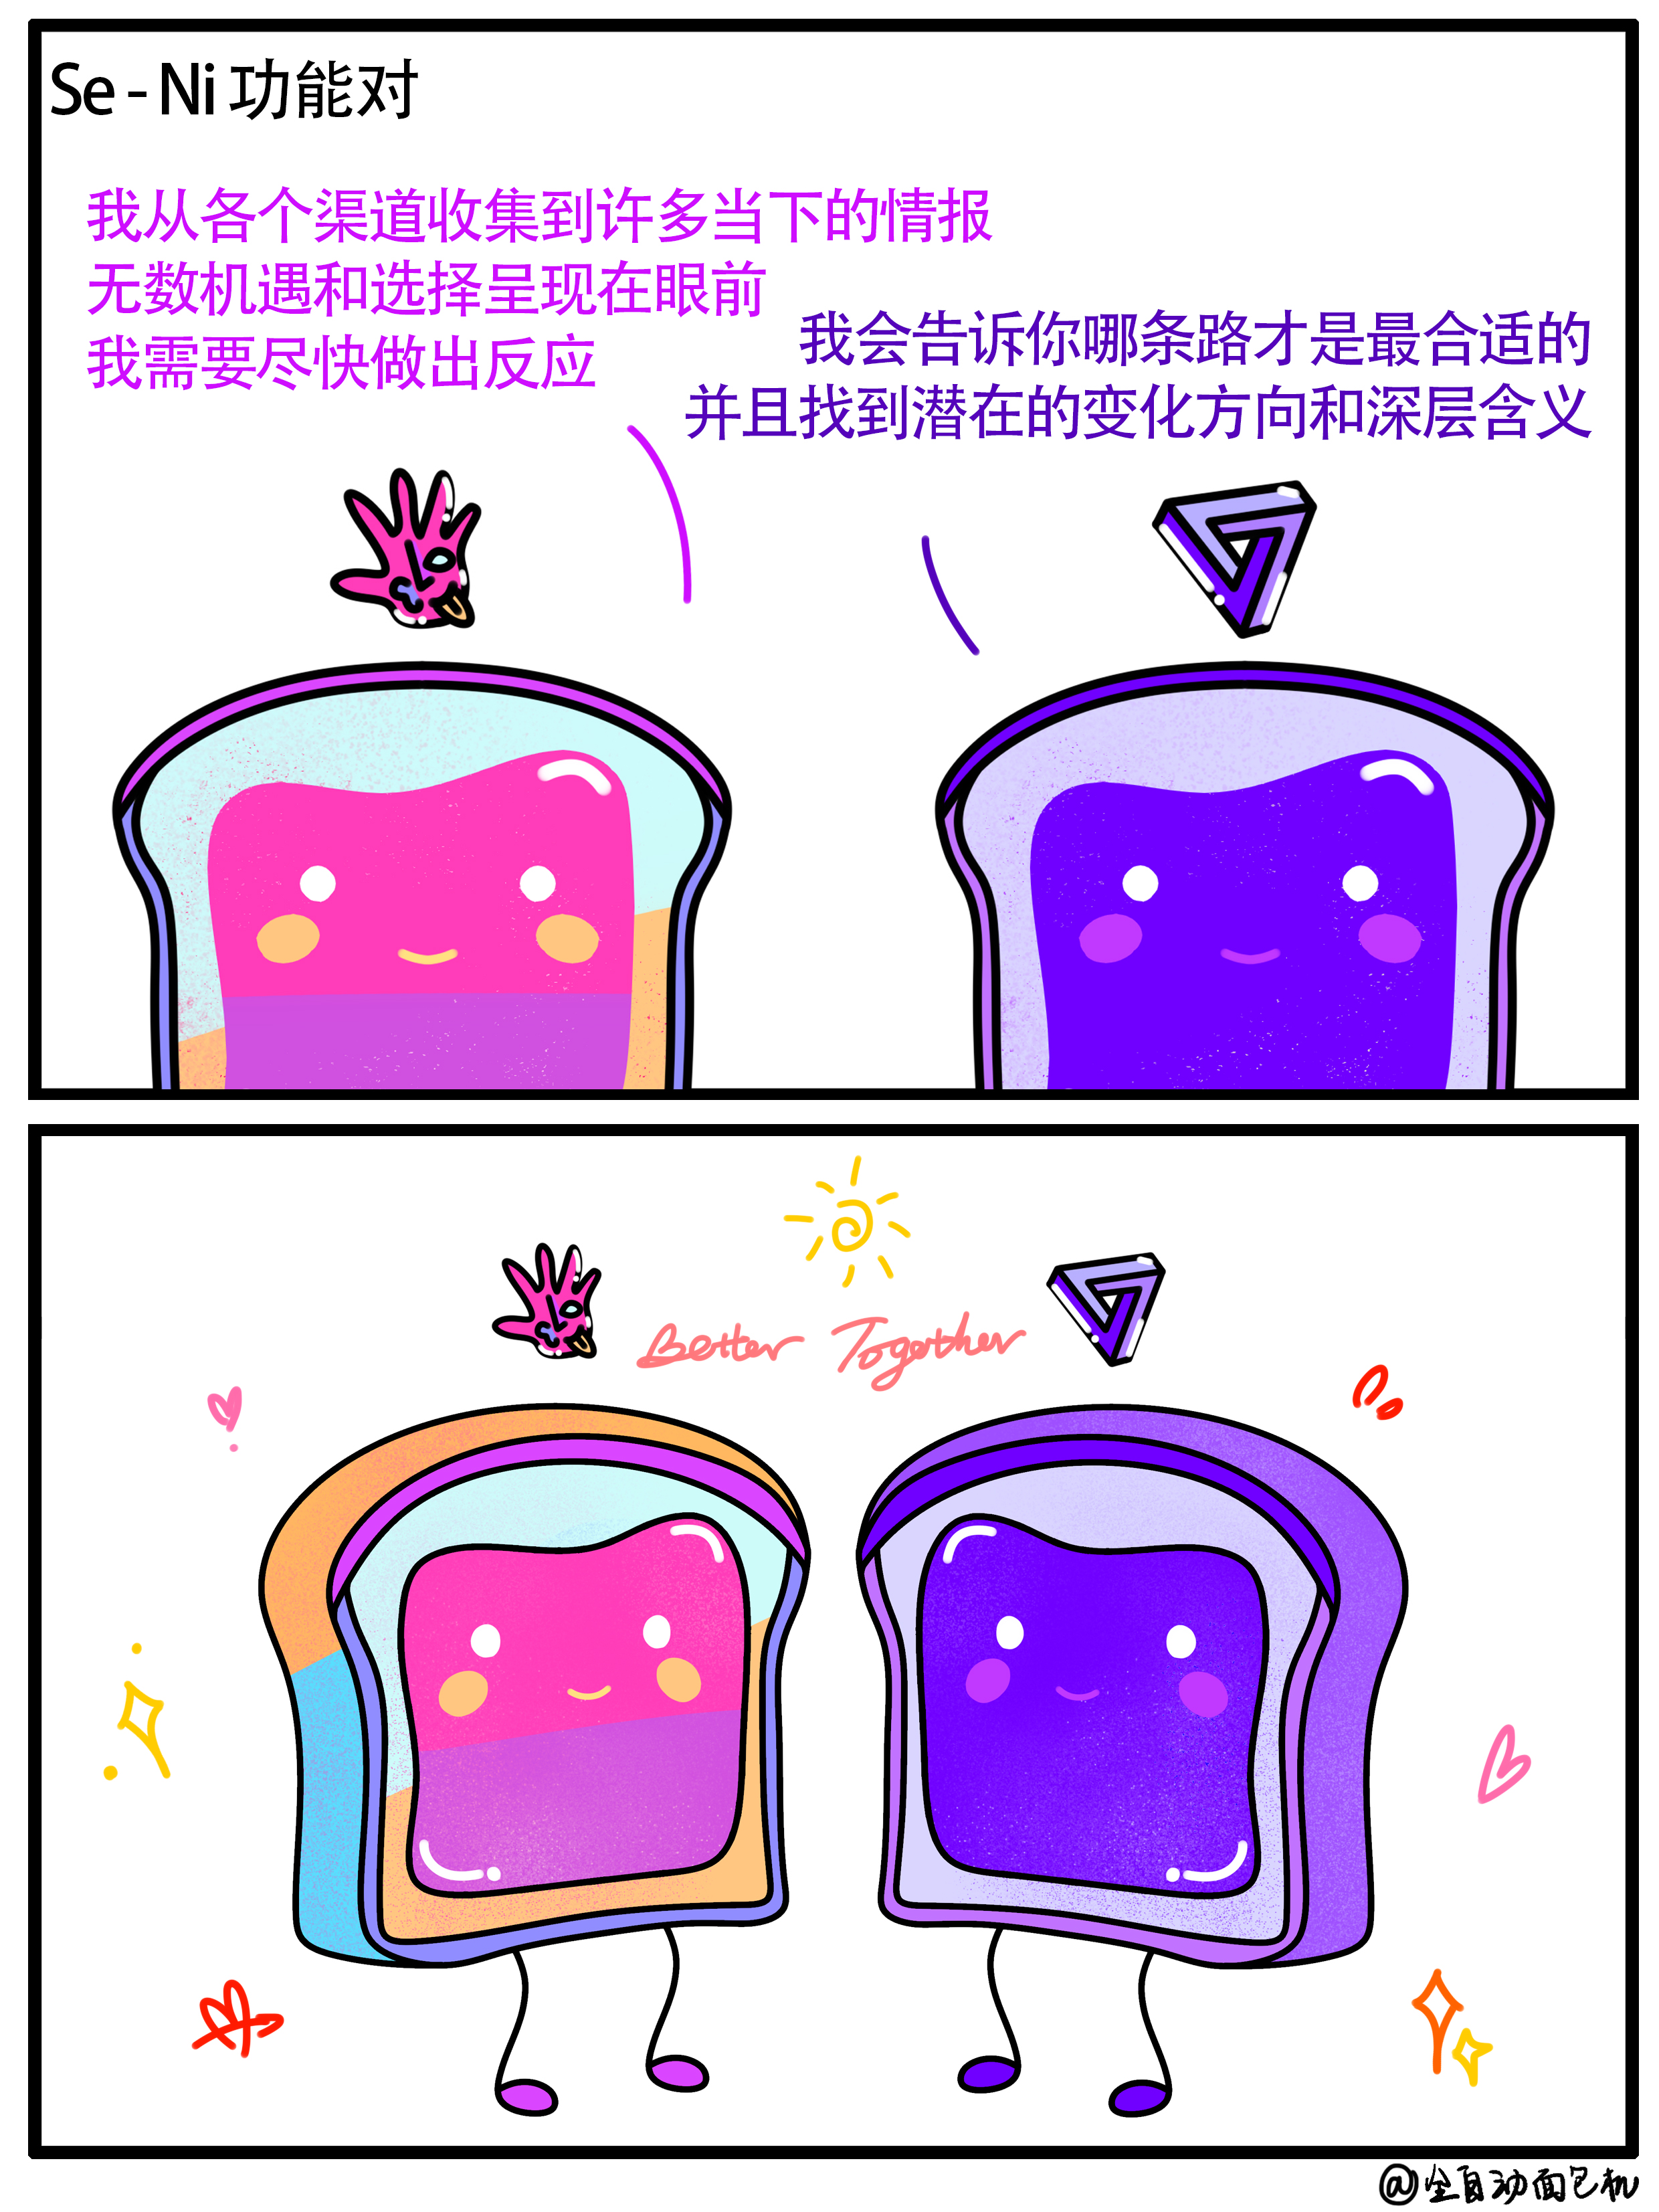 Se - Ni 功能对
我从各个渠道收集到许多当下的情报
无数机遇和选择呈现在眼前
我需要尽快做出反应
我会告诉你哪条路才是最合适的
并且找到潜在的变化方向和深层含义
Better Together
@全自动面包机